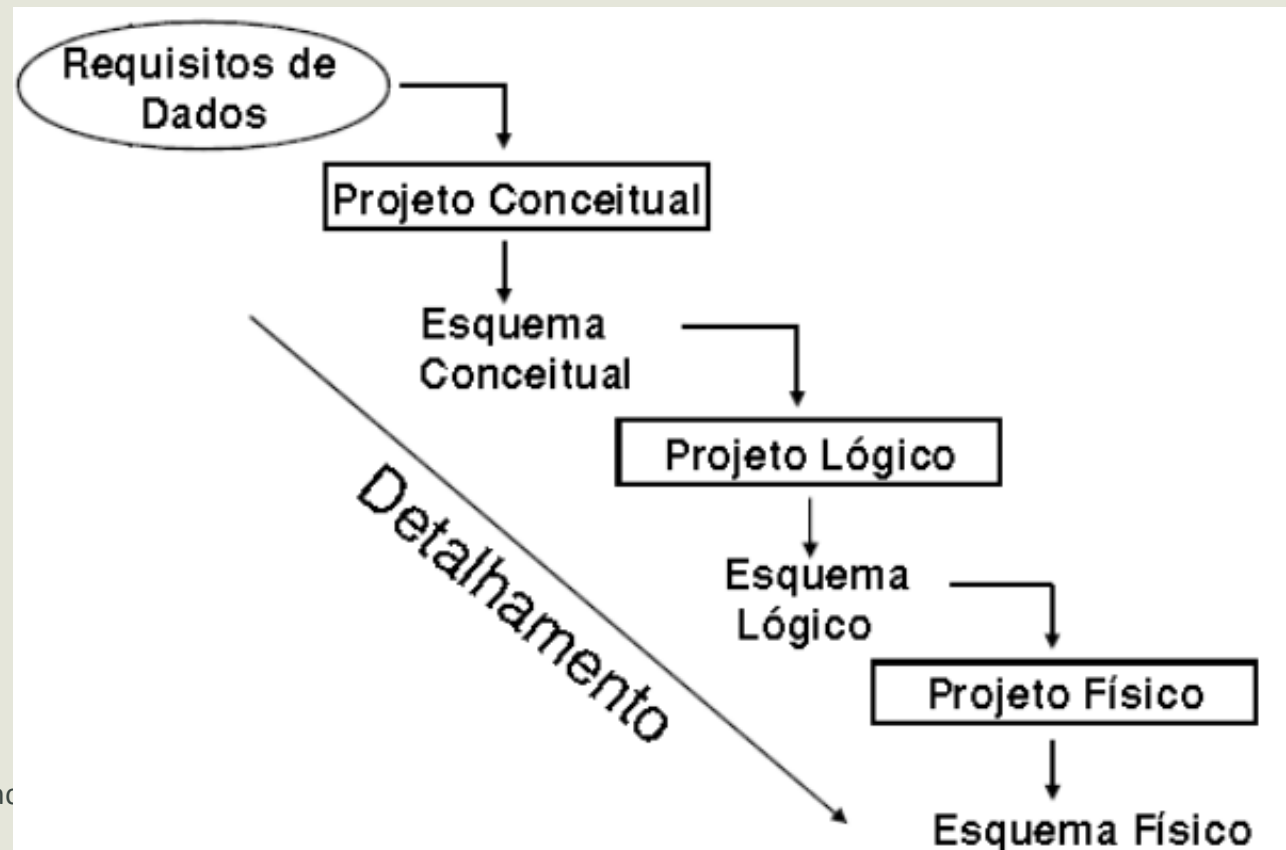 Requisitos de
Dados
Projeto Conceitual
Esquema
Conceitual
Projeto Lógico
Detalhamento
Esquema
Lógico
Projeto Físico
Esquema Físico